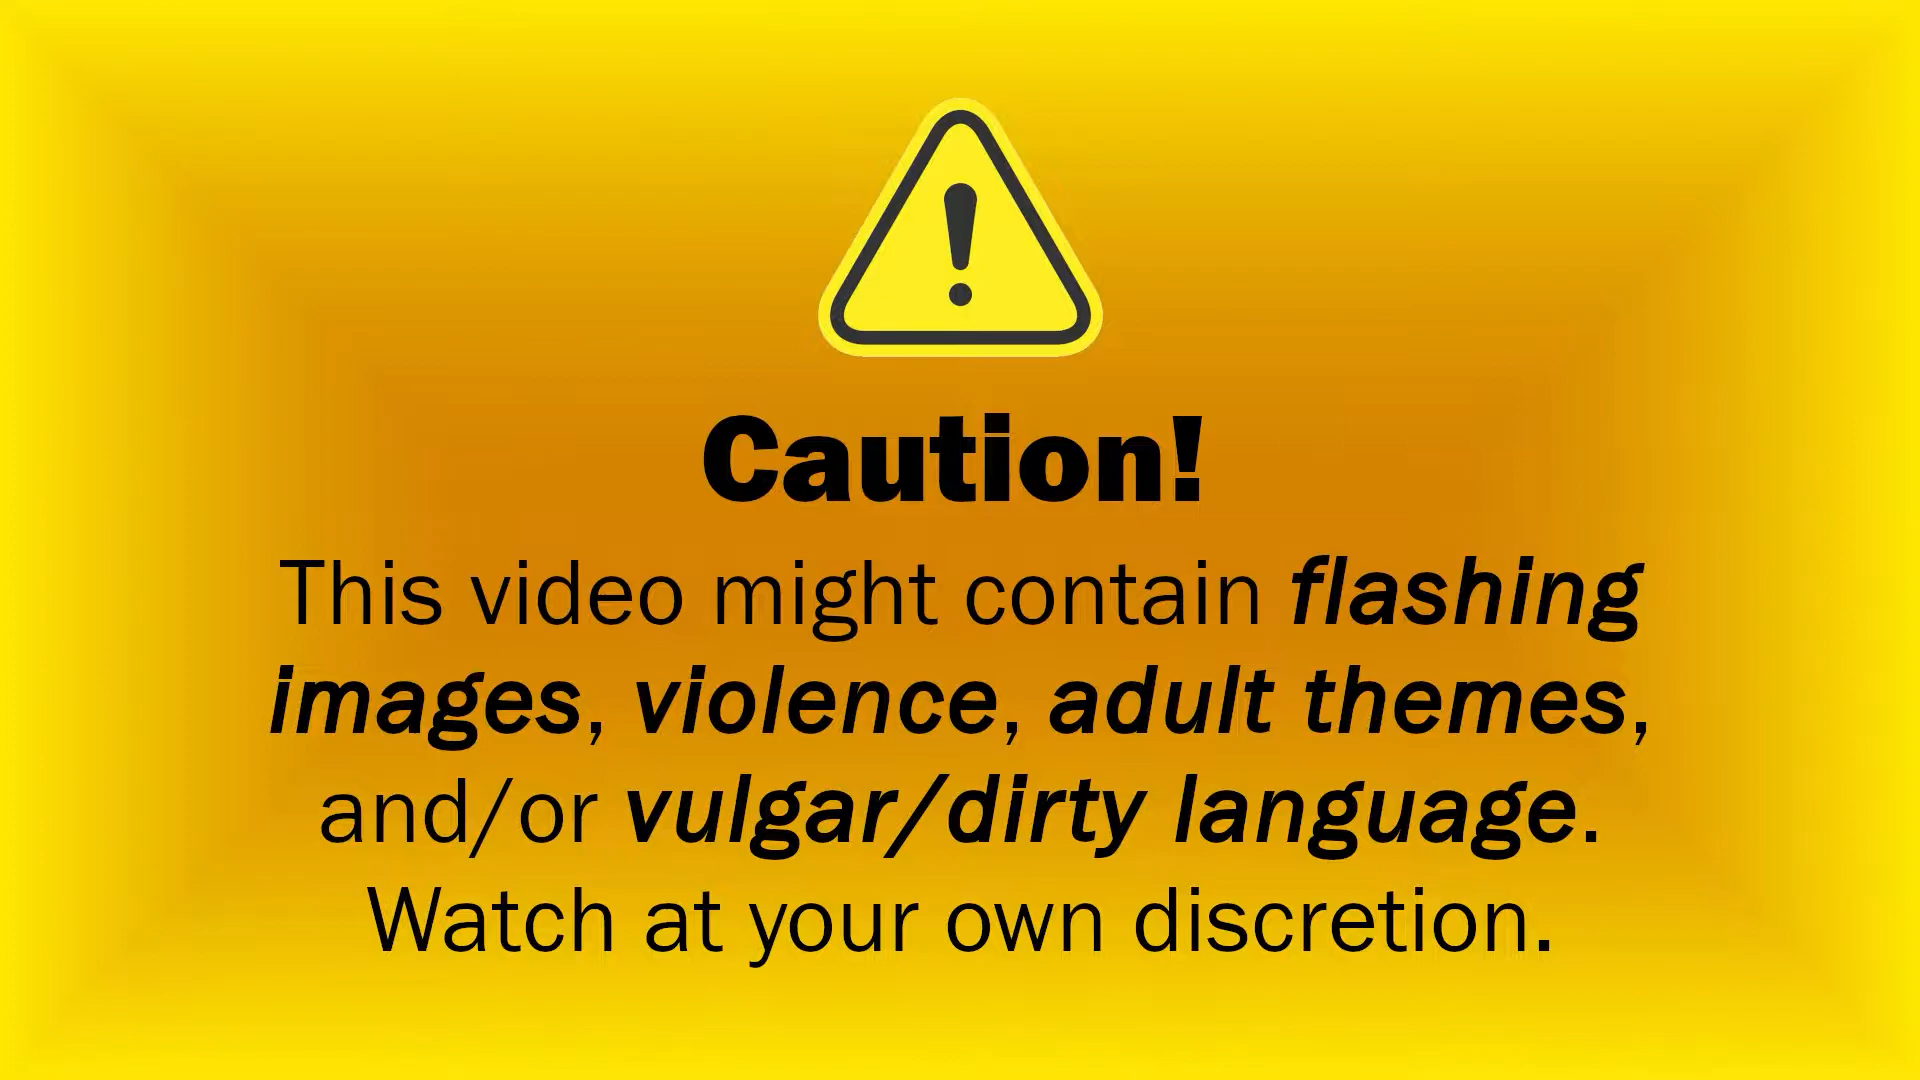 Caution!
This video might contain flashing
images, violence, adult themes,
and/or vulgar/dirty language.
Watch at your own discretion.